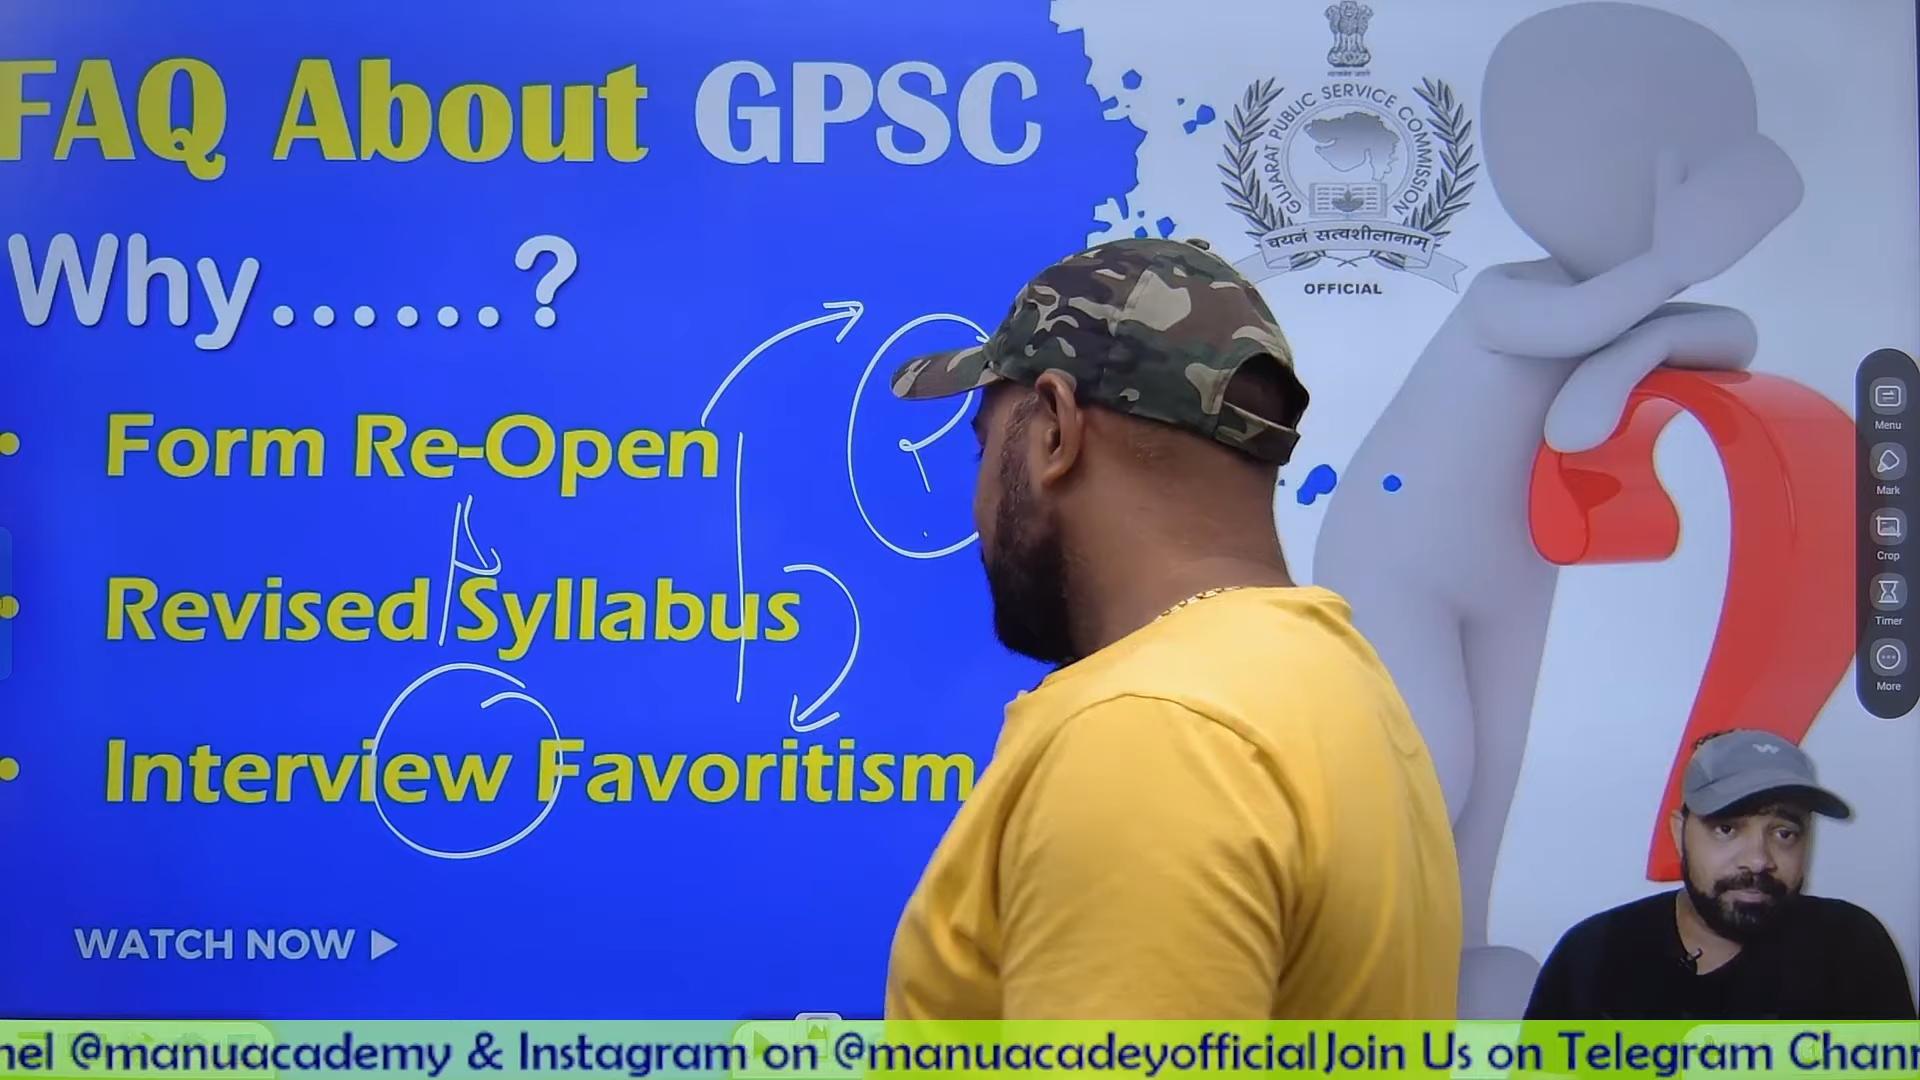 FAQ About GPSC
Why......?
Form Re-Open
Revised Syllabus
Interview Favoritism
WATCH NOW
GUJARAT PUBLIC SERVICE COMMISSION
चयनं सत्यशीलानाम्
OFFICIAL
Menu
Mark
Crop
Timer
More
nel @manuacademy & Instagram on @manuacadeyofficial Join Us on Telegram Chann